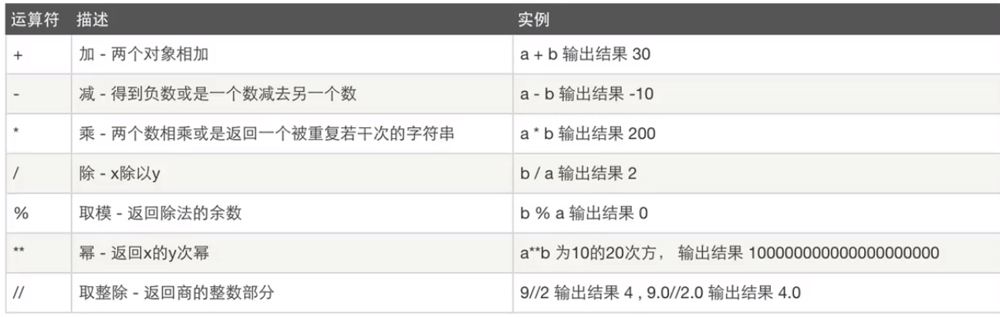 运算符 描述 实例
+ 加 - 两个对象相加 a + b 输出结果 30
- 减 - 得到负数或是一个数减去另一个数 a - b 输出结果 -10
* 乘 - 两个数相乘或是返回一个被重复若干次的字符串 a * b 输出结果 200
/ 除 - x除以y b / a 输出结果 2
% 取模 - 返回除法的余数 b % a 输出结果 0
** 幂 - 返回x的y次幂 a**b 为10的20次方， 输出结果 100000000000000000000
// 取整除 - 返回商的整数部分 9//2 输出结果 4 , 9.0//2.0 输出结果 4.0